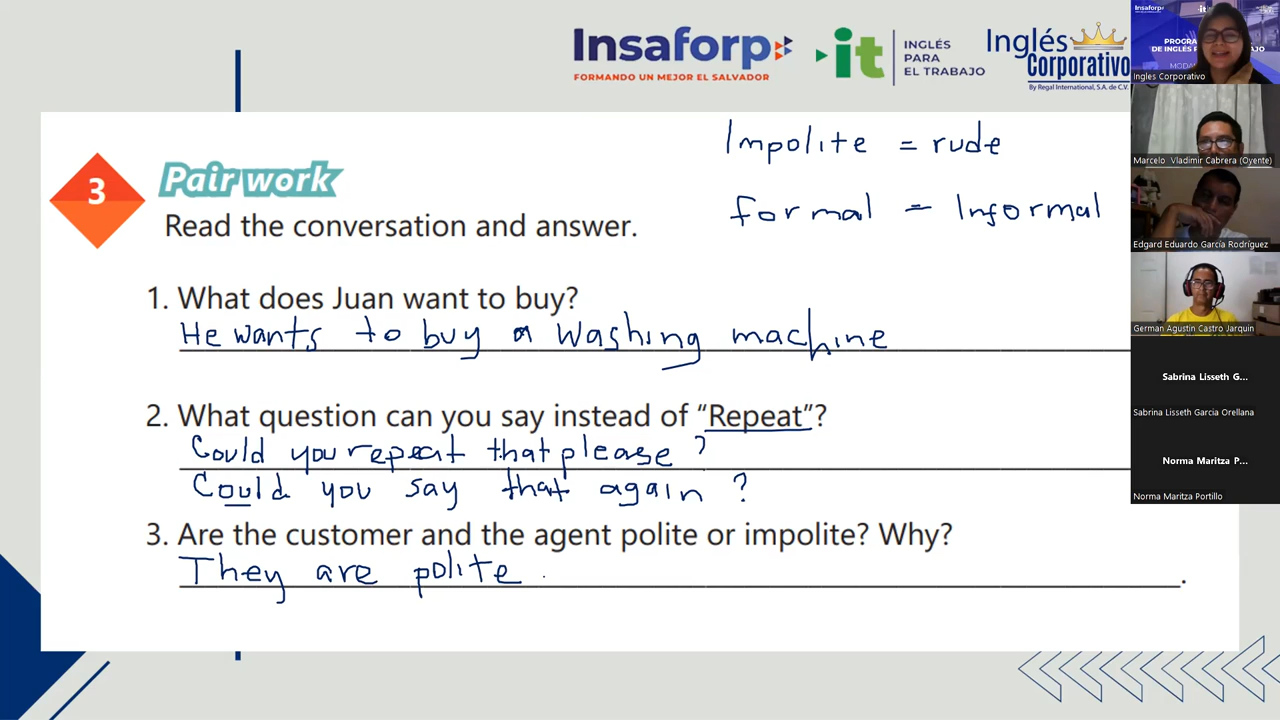 Insaforp
FORMANDO UN MEJOR EL SALVADOR
it
INGLÉS
PARA
EL TRABAJO
Inglés
Corporativo
By Regal International, S.A. de C.V.
Impolite = rude
formal = Informal
3
Pair work
Read the conversation and answer.
1. What does Juan want to buy?
He wants to buy a washing machine
2. What question can you say instead of “Repeat”?
Could you repeat that please ?
Could you say that again ?
3. Are the customer and the agent polite or impolite? Why?
They are polite .
Insaforp
it
DE INGLÉS
Ingles Corporativo
Marcelo Vladimir Cabrera (Oyente)
Edgard Eduardo García Rodríguez
German Agustin Castro Jarquin
Sabrina Lisseth G...
Sabrina Lisseth Garcia Orellana
Norma Maritza P...
Norma Maritza Portillo